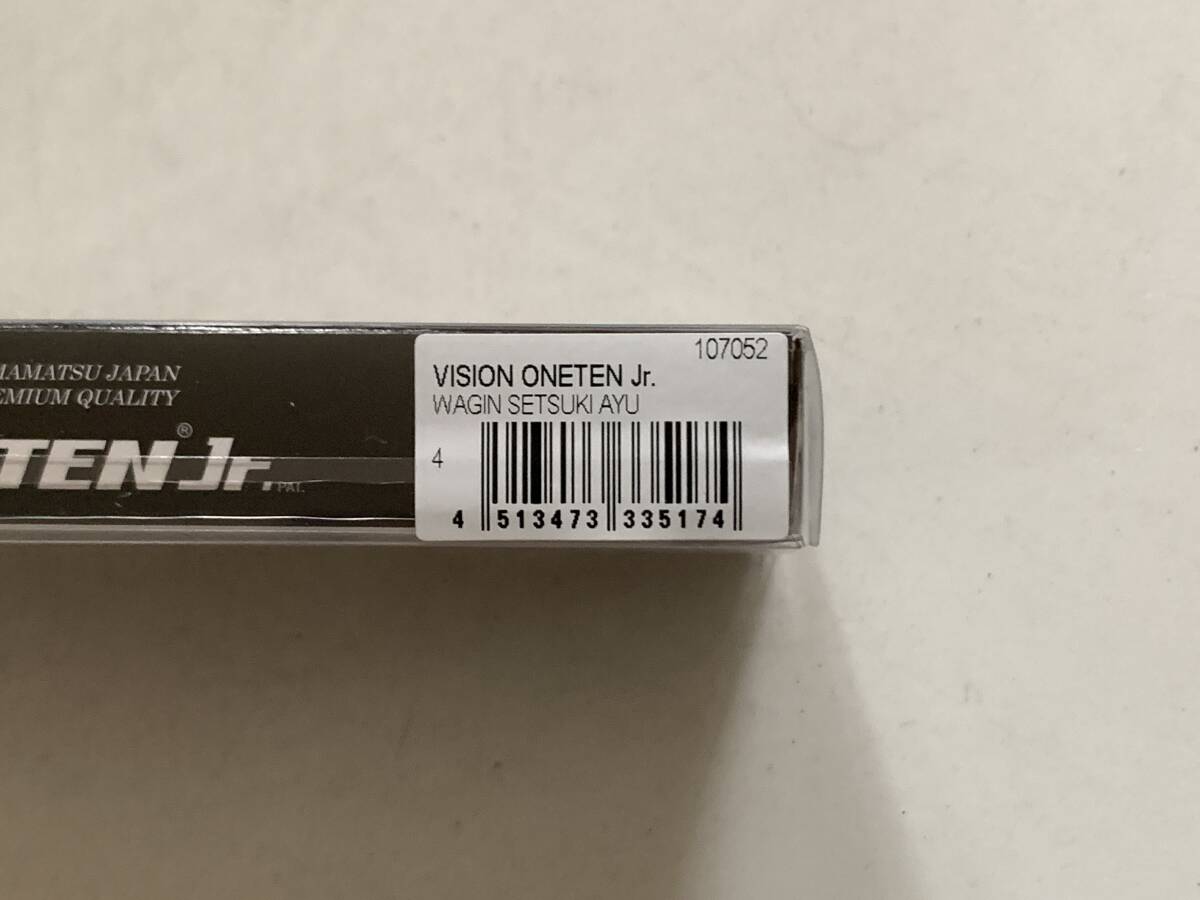 HAMATSU JAPAN
EMIUM QUALITY
TEN® Jr.
PAT.
107052
VISION ONETEN Jr.
WAGIN SETSUKI AYU
4
4 513473 335174